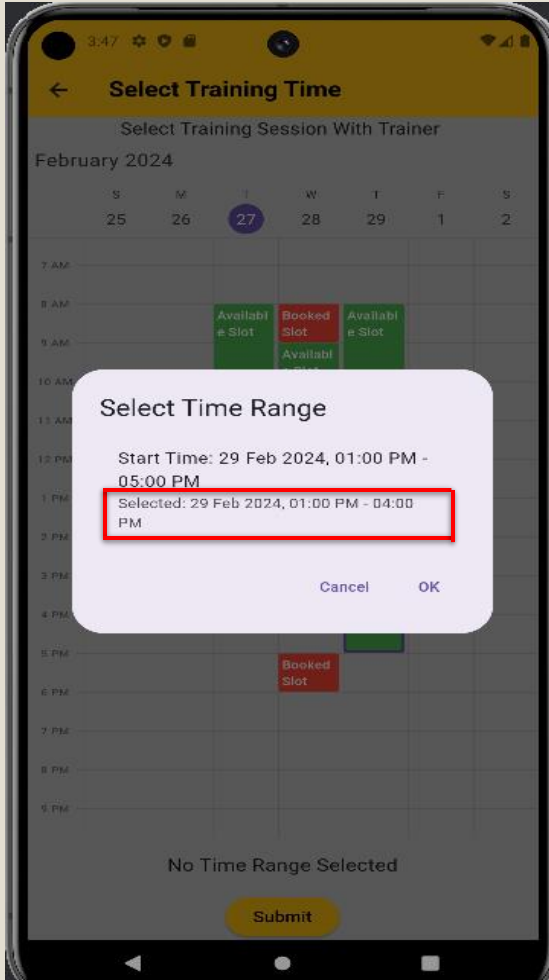 3:47
Select Training Time
Select Training Session With Trainer
February 2024
S M T W T F S
25 26 27 28 29 1 2
7 AM
8 AM
Availabl Booked Availabl
e Slot Slot e Slot
9 AM
Availabl
10 AM
Select Time Range
11 AM
12 PM
Start Time: 29 Feb 2024, 01:00 PM -
05:00 PM
1 PM
Selected: 29 Feb 2024, 01:00 PM - 04:00
PM
2 PM
3 PM
Cancel OK
4 PM
5 PM
Booked
Slot
6 PM
7 PM
8 PM
9 PM
No Time Range Selected
Submit